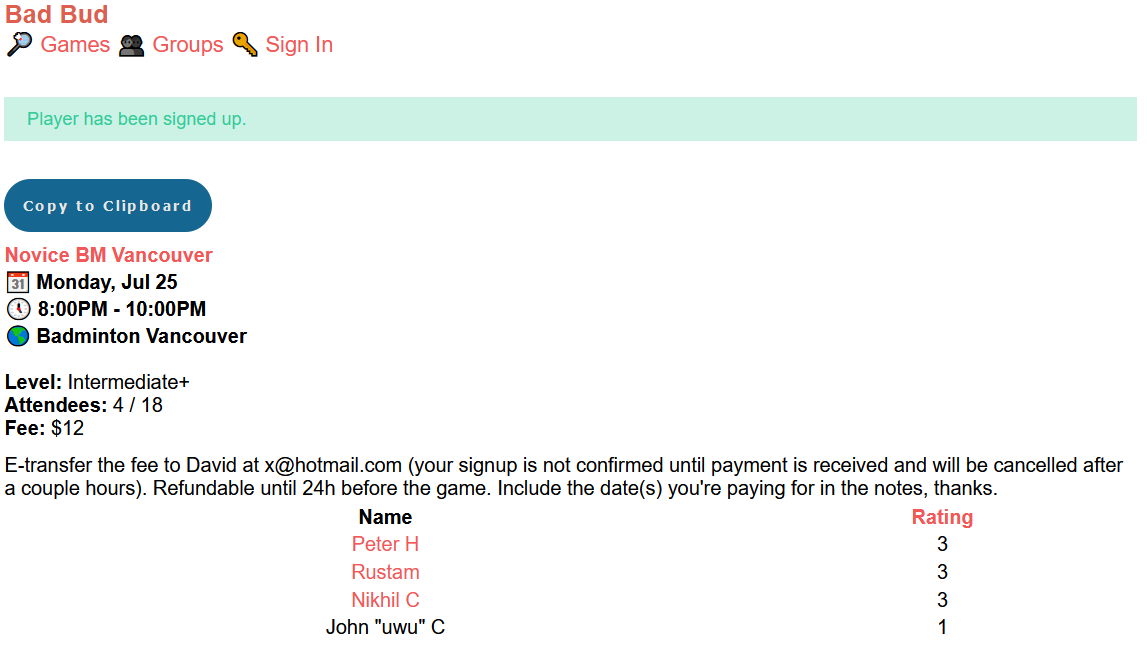 Bad Bud
Games Groups Sign In
Player has been signed up.
Copy to Clipboard
Novice BM Vancouver
31 Monday, Jul 25
8:00PM - 10:00PM
Badminton Vancouver
Level: Intermediate+
Attendees: 4 / 18
Fee: $12
E-transfer the fee to David at x@hotmail.com (your signup is not confirmed until payment is received and will be cancelled after
a couple hours). Refundable until 24h before the game. Include the date(s) you're paying for in the notes, thanks.
Name Rating
Peter H 3
Rustam 3
Nikhil C 3
John "uwu" C 1